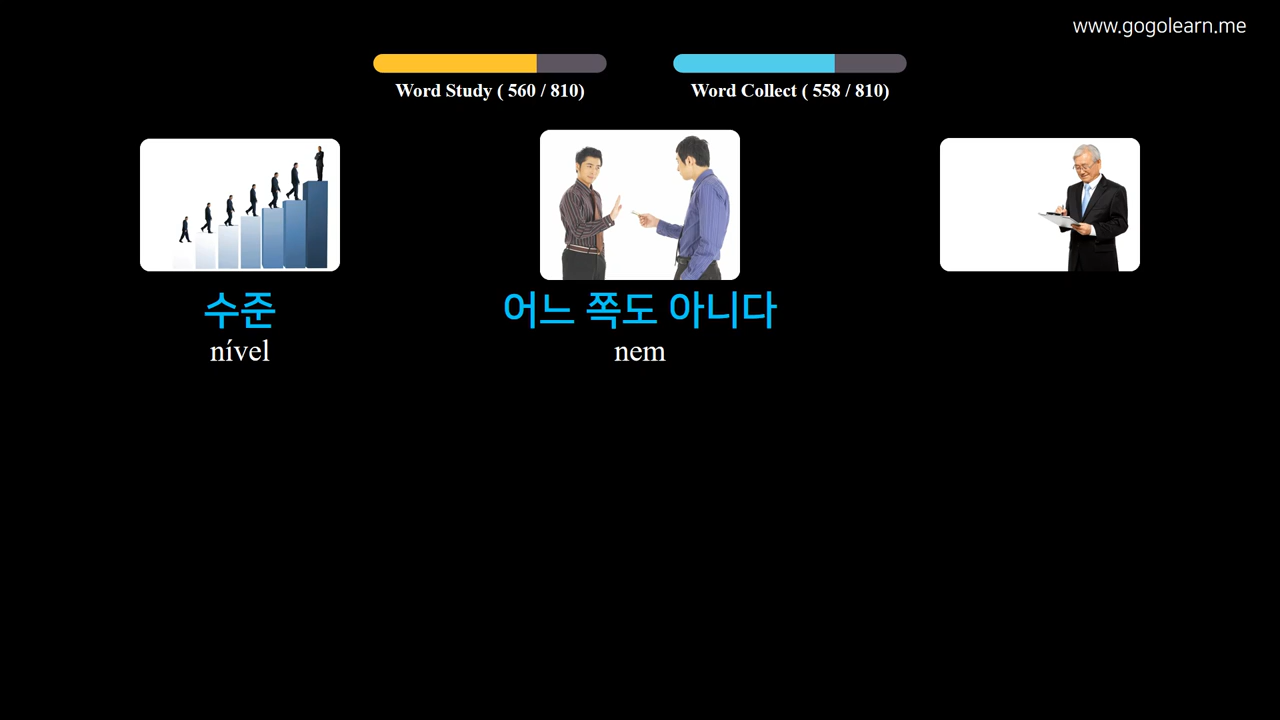 www.gogolearn.me
Word Study ( 560 / 810)
Word Collect ( 558 / 810)
수준
nível
어느 쪽도 아니다
nem